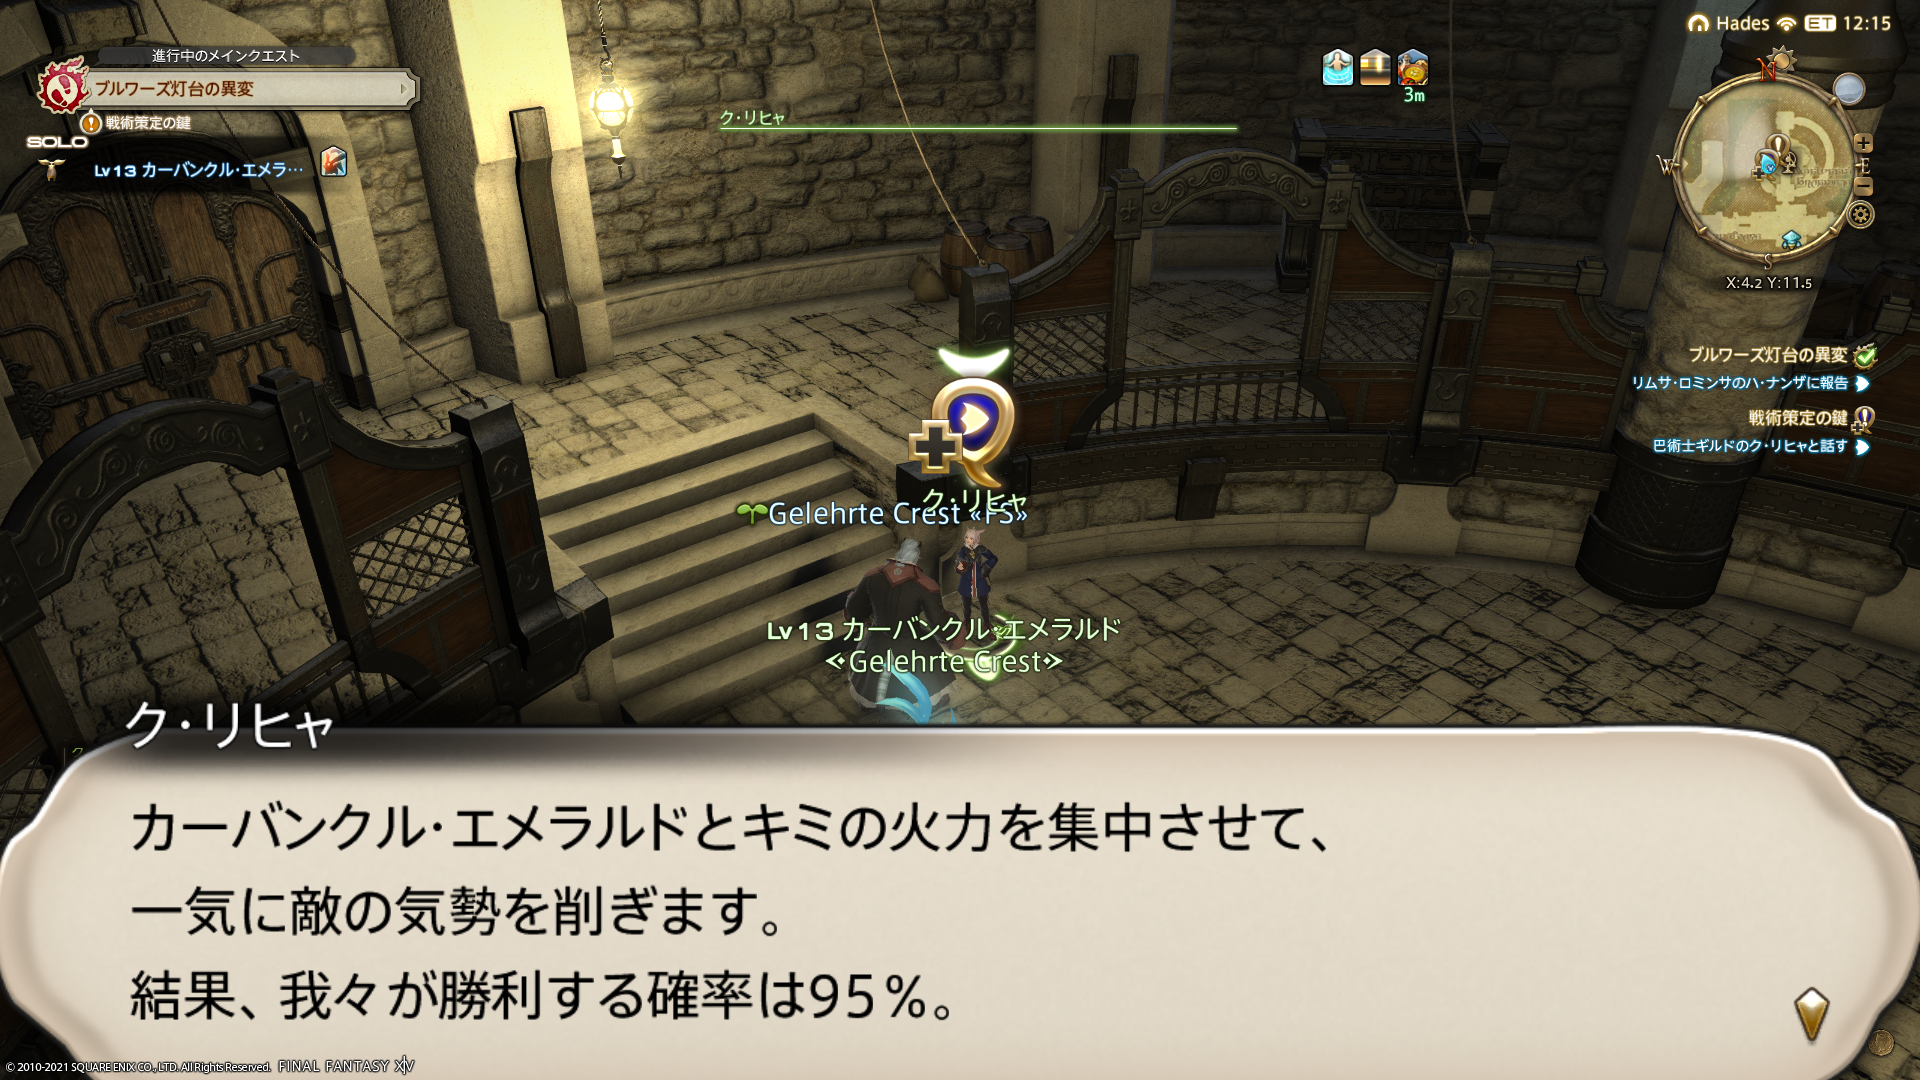 進行中のメインクエスト
ブルワーズ灯台の異変
戦術策定の鍵
SOLO
Lv13 カーバンクル・エメラ…
ク・リヒャ
3m
Hades ET 12:15
N
W
E
S
X:4.2 Y:11.5
ブルワーズ灯台の異変
リムサ・ロミンサのハ・ナンザに報告
戦術策定の鍵
巴術士ギルドのク・リヒャと話す
ク・リヒャ
Gelehrte Crest «FS»
Lv13 カーバンクル・エメラルド
≪Gelehrte Crest≫
ク・リヒャ
カーバンクル・エメラルドとキミの火力を集中させて、
一気に敵の気勢を削ぎます。
結果、我々が勝利する確率は95％。
© 2010-2021 SQUARE ENIX CO., LTD. All Rights Reserved. FINAL FANTASY XIV